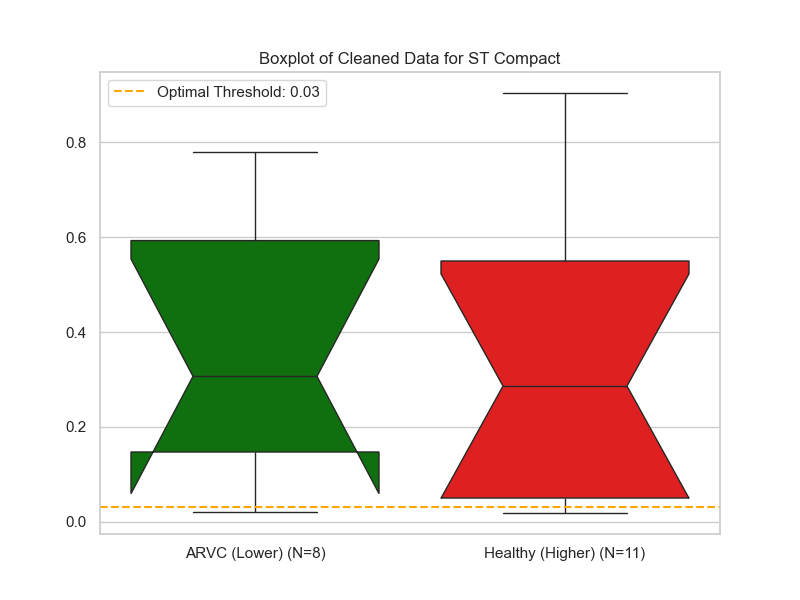 Boxplot of Cleaned Data for ST Compact
Optimal Threshold: 0.03
0.8
0.6
0.4
0.2
0.0
ARVC (Lower) (N=8)
Healthy (Higher) (N=11)